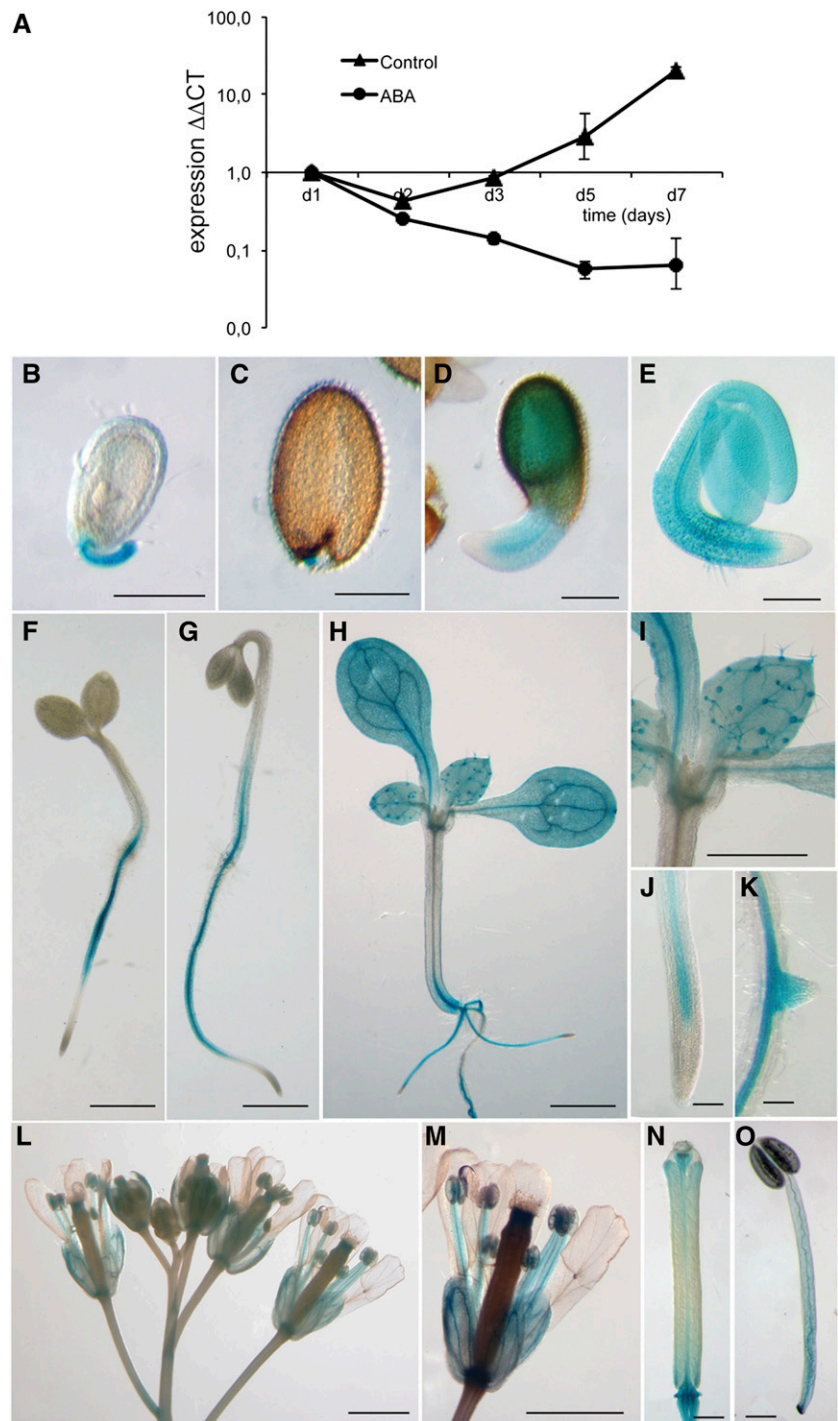 A
expression ΔΔCT
100,0
10,0
1,0
0,1
0,0
Control
ABA
d1
d2
d3
d5
d7
time (days)
B
C
D
E
F
G
H
I
J
K
L
M
N
O